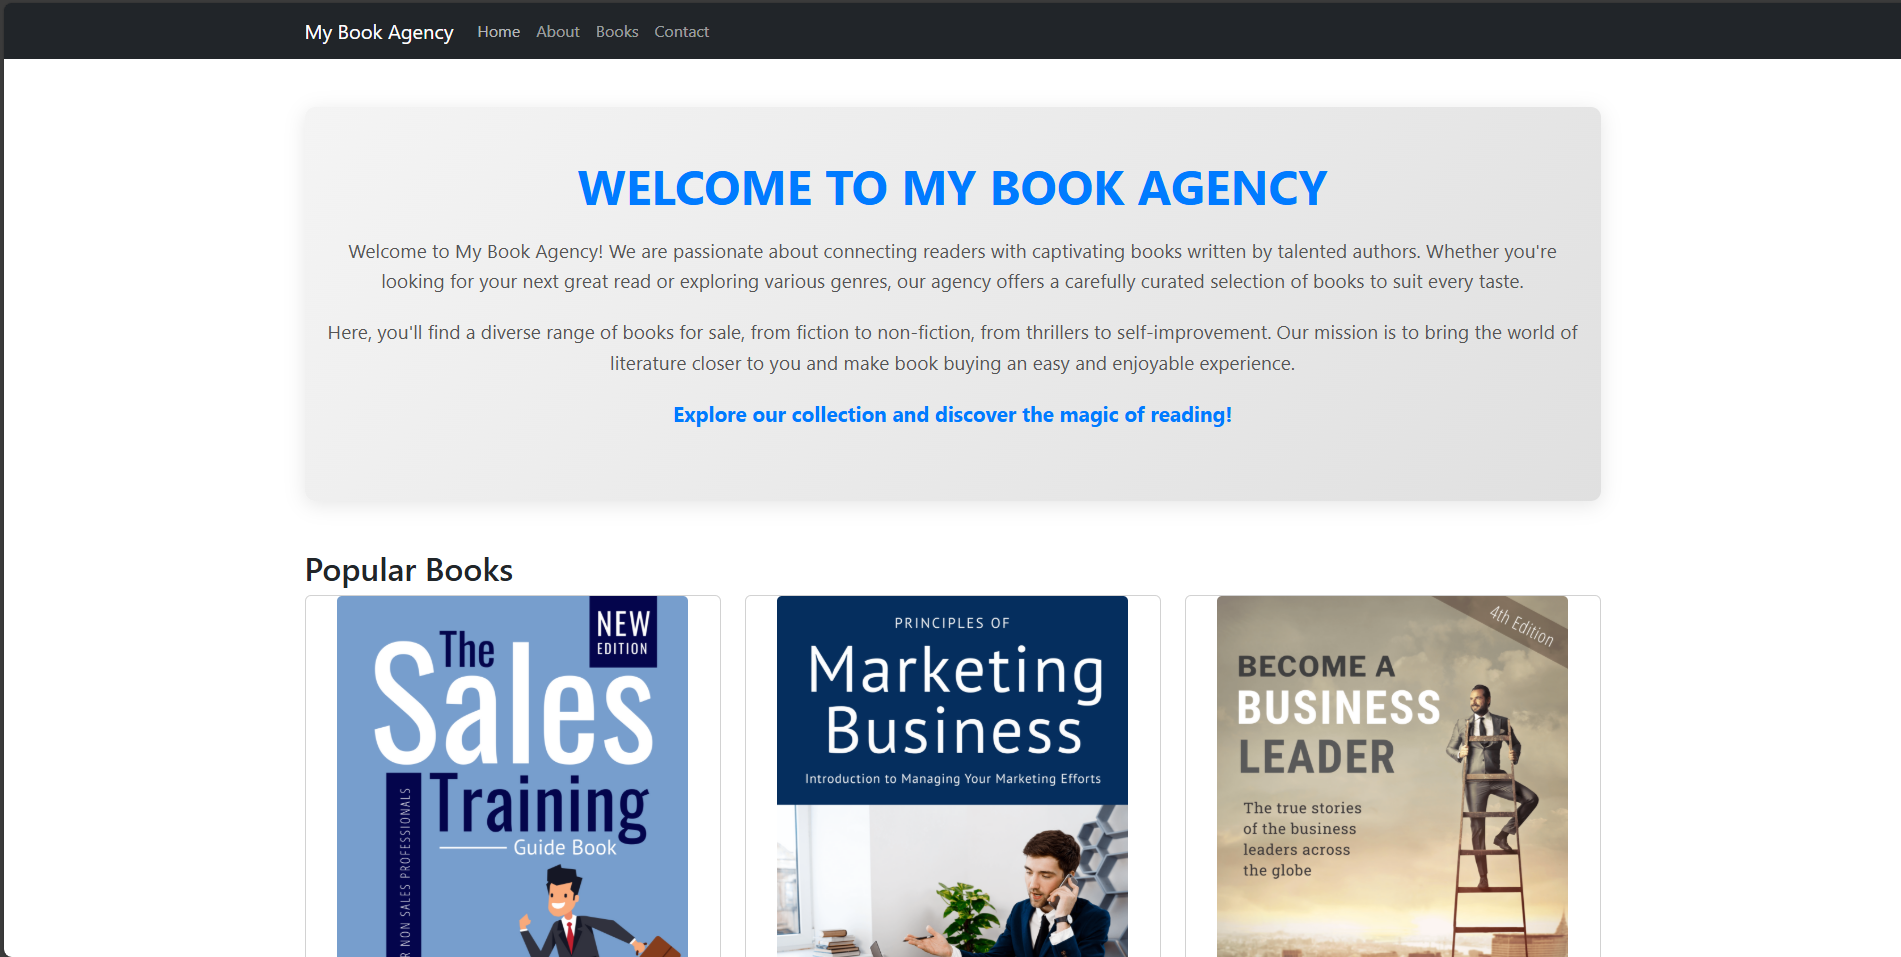 My Book Agency Home About Books Contact
WELCOME TO MY BOOK AGENCY
Welcome to My Book Agency! We are passionate about connecting readers with captivating books written by talented authors. Whether you're
looking for your next great read or exploring various genres, our agency offers a carefully curated selection of books to suit every taste.
Here, you'll find a diverse range of books for sale, from fiction to non-fiction, from thrillers to self-improvement. Our mission is to bring the world of
literature closer to you and make book buying an easy and enjoyable experience.
Explore our collection and discover the magic of reading!
Popular Books
NEW
EDITION
The
Sales
Training
Guide Book
NON SALES PROFESSIONALS
PRINCIPLES OF
Marketing
Business
Introduction to Managing Your Marketing Efforts
4th Edition
BECOME A
BUSINESS
LEADER
The true stories
of the business
leaders across
the globe